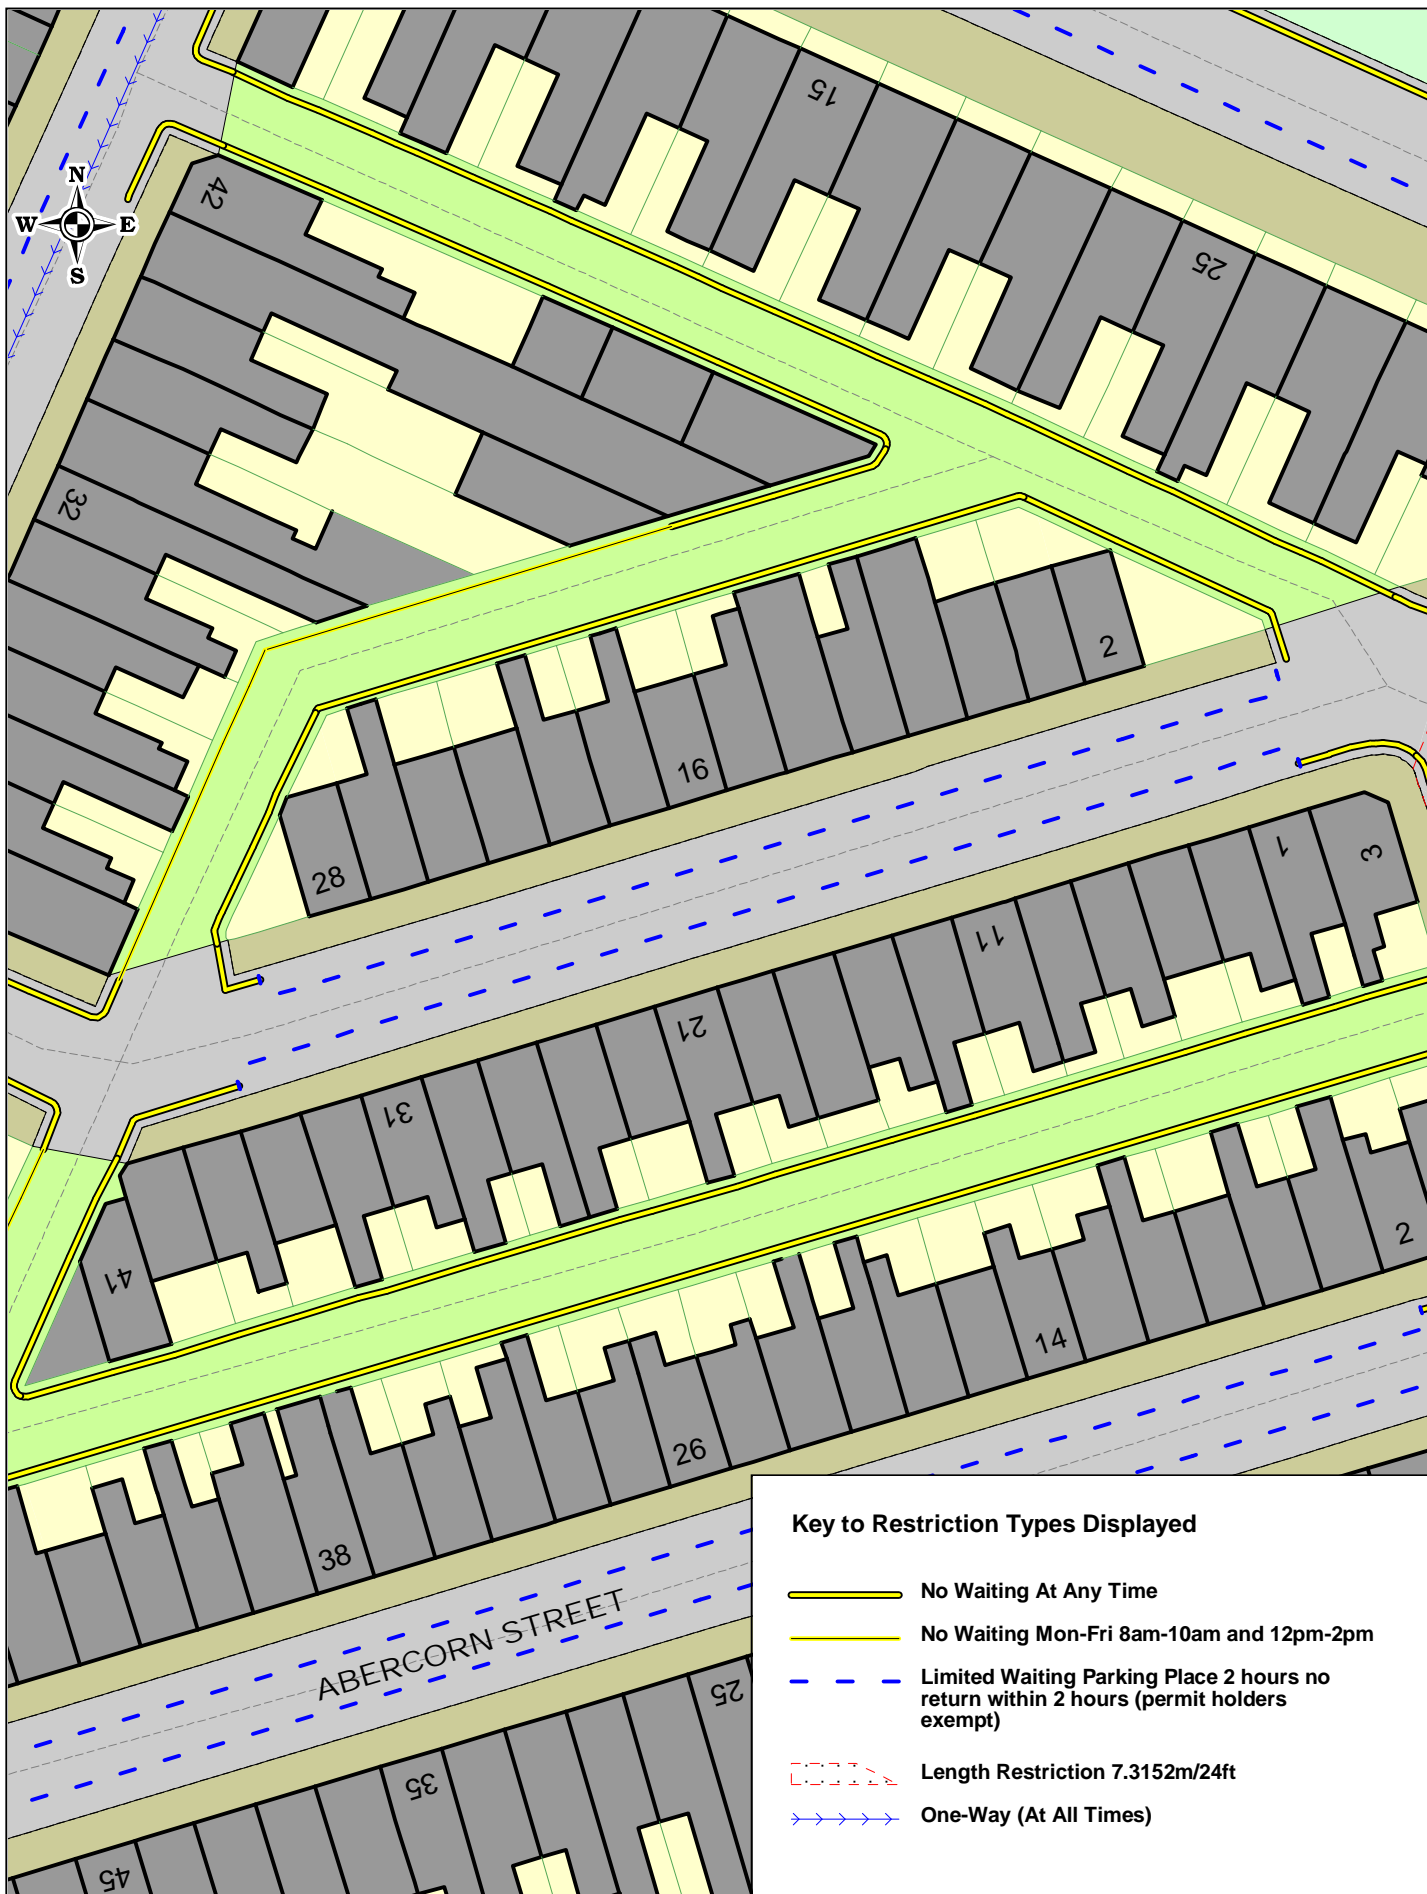 15
42
N
W E
S
25
32
2
16
28
1
3
11
21
31
41
2
14
26
38
ABERCORN STREET
25
35
45
Key to Restriction Types Displayed
No Waiting At Any Time
No Waiting Mon-Fri 8am-10am and 12pm-2pm
Limited Waiting Parking Place 2 hours no
return within 2 hours (permit holders
exempt)
Length Restriction 7.3152m/24ft
One-Way (At All Times)